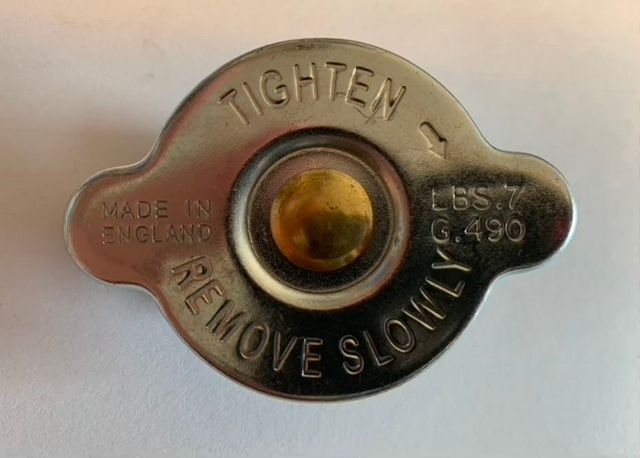 TIGHTEN
MADE IN
ENGLAND
LBS.7
G.490
REMOVE SLOWLY